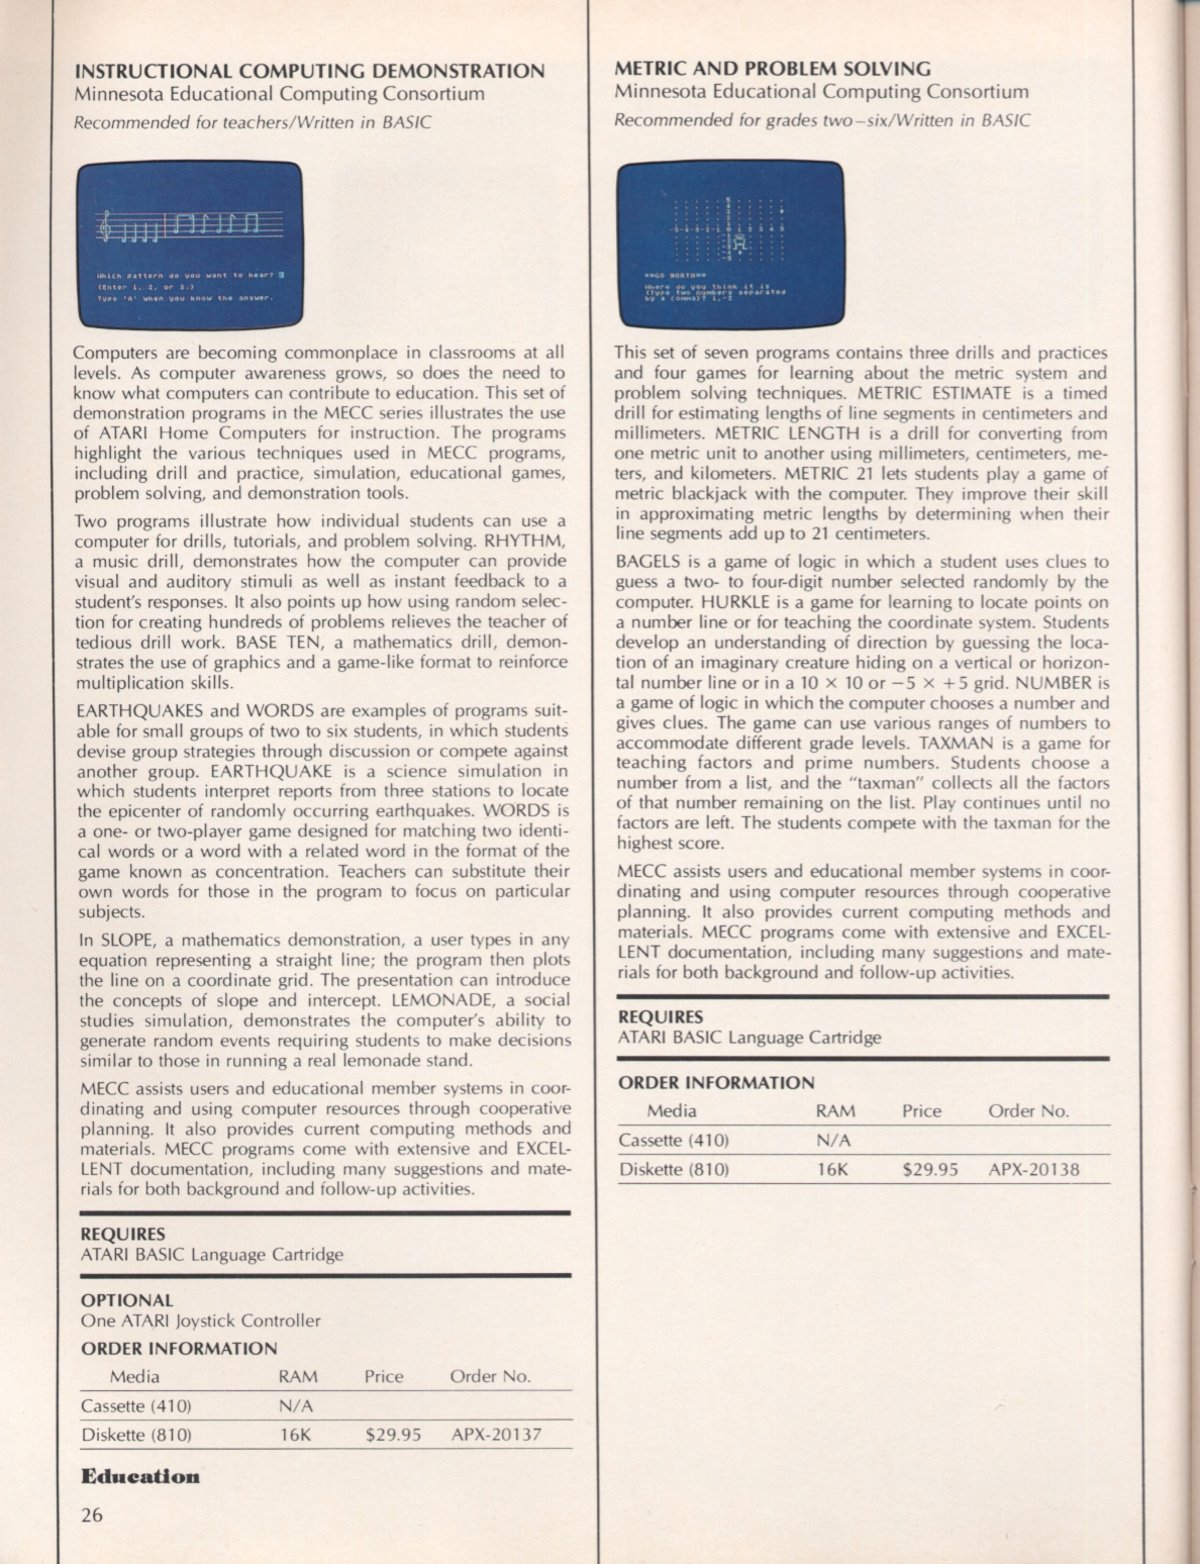 INSTRUCTIONAL COMPUTING DEMONSTRATION
Minnesota Educational Computing Consortium
Recommended for teachers/Written in BASIC
Which pattern do you want to hear?
(Enter 1, 2, or 3.)
Type 'A' when you know the answer.
Computers are becoming commonplace in classrooms at all
levels. As computer awareness grows, so does the need to
know what computers can contribute to education. This set of
demonstration programs in the MECC series illustrates the use
of ATARI Home Computers for instruction. The programs
highlight the various techniques used in MECC programs,
including drill and practice, simulation, educational games,
problem solving, and demonstration tools.
Two programs illustrate how individual students can use a
computer for drills, tutorials, and problem solving. RHYTHM,
a music drill, demonstrates how the computer can provide
visual and auditory stimuli as well as instant feedback to a
student's responses. It also points up how using random selec-
tion for creating hundreds of problems relieves the teacher of
tedious drill work. BASE TEN, a mathematics drill, demon-
strates the use of graphics and a game-like format to reinforce
multiplication skills.
EARTHQUAKES and WORDS are examples of programs suit-
able for small groups of two to six students, in which students
devise group strategies through discussion or compete against
another group. EARTHQUAKE is a science simulation in
which students interpret reports from three stations to locate
the epicenter of randomly occurring earthquakes. WORDS is
a one- or two-player game designed for matching two identi-
cal words or a word with a related word in the format of the
game known as concentration. Teachers can substitute their
own words for those in the program to focus on particular
subjects.
In SLOPE, a mathematics demonstration, a user types in any
equation representing a straight line; the program then plots
the line on a coordinate grid. The presentation can introduce
the concepts of slope and intercept. LEMONADE, a social
studies simulation, demonstrates the computer's ability to
generate random events requiring students to make decisions
similar to those in running a real lemonade stand.
MECC assists users and educational member systems in coor-
dinating and using computer resources through cooperative
planning. It also provides current computing methods and
materials. MECC programs come with extensive and EXCEL-
LENT documentation, including many suggestions and mate-
rials for both background and follow-up activities.
REQUIRES
ATARI BASIC Language Cartridge
OPTIONAL
One ATARI Joystick Controller
ORDER INFORMATION
Media RAM Price Order No.
Cassette (410) N/A
Diskette (810) 16K $29.95 APX-20137
Education
26
METRIC AND PROBLEM SOLVING
Minnesota Educational Computing Consortium
Recommended for grades two–six/Written in BASIC
-5-4-3-2-1 0 1 2 3 4 5
**GO NORTH**
Where do you think it is
(Type two numbers separated
by a comma)? 1,-2
This set of seven programs contains three drills and practices
and four games for learning about the metric system and
problem solving techniques. METRIC ESTIMATE is a timed
drill for estimating lengths of line segments in centimeters and
millimeters. METRIC LENGTH is a drill for converting from
one metric unit to another using millimeters, centimeters, me-
ters, and kilometers. METRIC 21 lets students play a game of
metric blackjack with the computer. They improve their skill
in approximating metric lengths by determining when their
line segments add up to 21 centimeters.
BAGELS is a game of logic in which a student uses clues to
guess a two- to four-digit number selected randomly by the
computer. HURKLE is a game for learning to locate points on
a number line or for teaching the coordinate system. Students
develop an understanding of direction by guessing the loca-
tion of an imaginary creature hiding on a vertical or horizon-
tal number line or in a 10 × 10 or −5 × +5 grid. NUMBER is
a game of logic in which the computer chooses a number and
gives clues. The game can use various ranges of numbers to
accommodate different grade levels. TAXMAN is a game for
teaching factors and prime numbers. Students choose a
number from a list, and the "taxman" collects all the factors
of that number remaining on the list. Play continues until no
factors are left. The students compete with the taxman for the
highest score.
MECC assists users and educational member systems in coor-
dinating and using computer resources through cooperative
planning. It also provides current computing methods and
materials. MECC programs come with extensive and EXCEL-
LENT documentation, including many suggestions and mate-
rials for both background and follow-up activities.
REQUIRES
ATARI BASIC Language Cartridge
ORDER INFORMATION
Media RAM Price Order No.
Cassette (410) N/A
Diskette (810) 16K $29.95 APX-20138